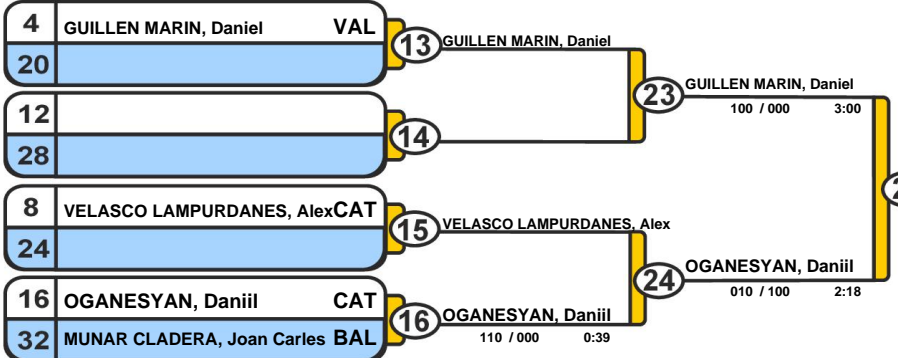 4 GUILLEN MARIN, Daniel VAL
20
13 GUILLEN MARIN, Daniel
12
28
14
23 GUILLEN MARIN, Daniel
100 / 000 3:00
8 VELASCO LAMPURDANES, Alex CAT
24
15 VELASCO LAMPURDANES, Alex
16 OGANESYAN, Daniil CAT
32 MUNAR CLADERA, Joan Carles BAL
16 OGANESYAN, Daniil
110 / 000 0:39
24 OGANESYAN, Daniil
010 / 100 2:18